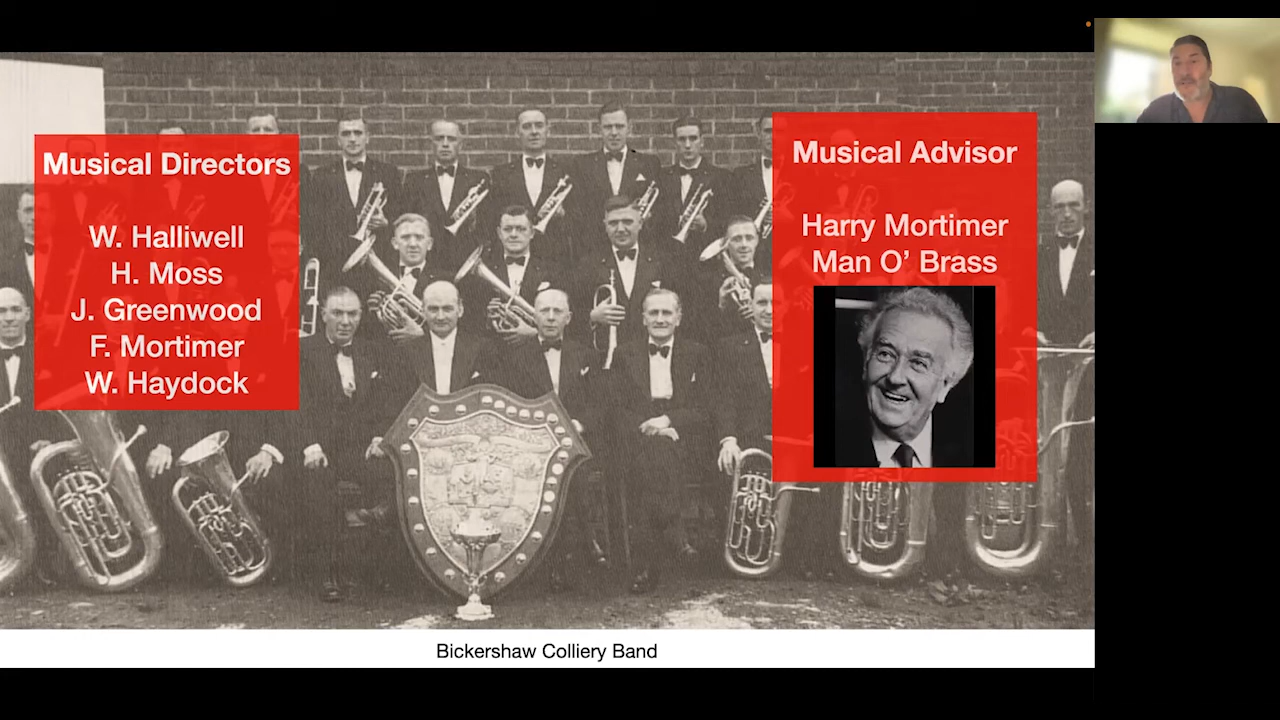 Musical Directors
W. Halliwell
H. Moss
J. Greenwood
F. Mortimer
W. Haydock
Musical Advisor
Harry Mortimer
Man O’ Brass
Bickershaw Colliery Band